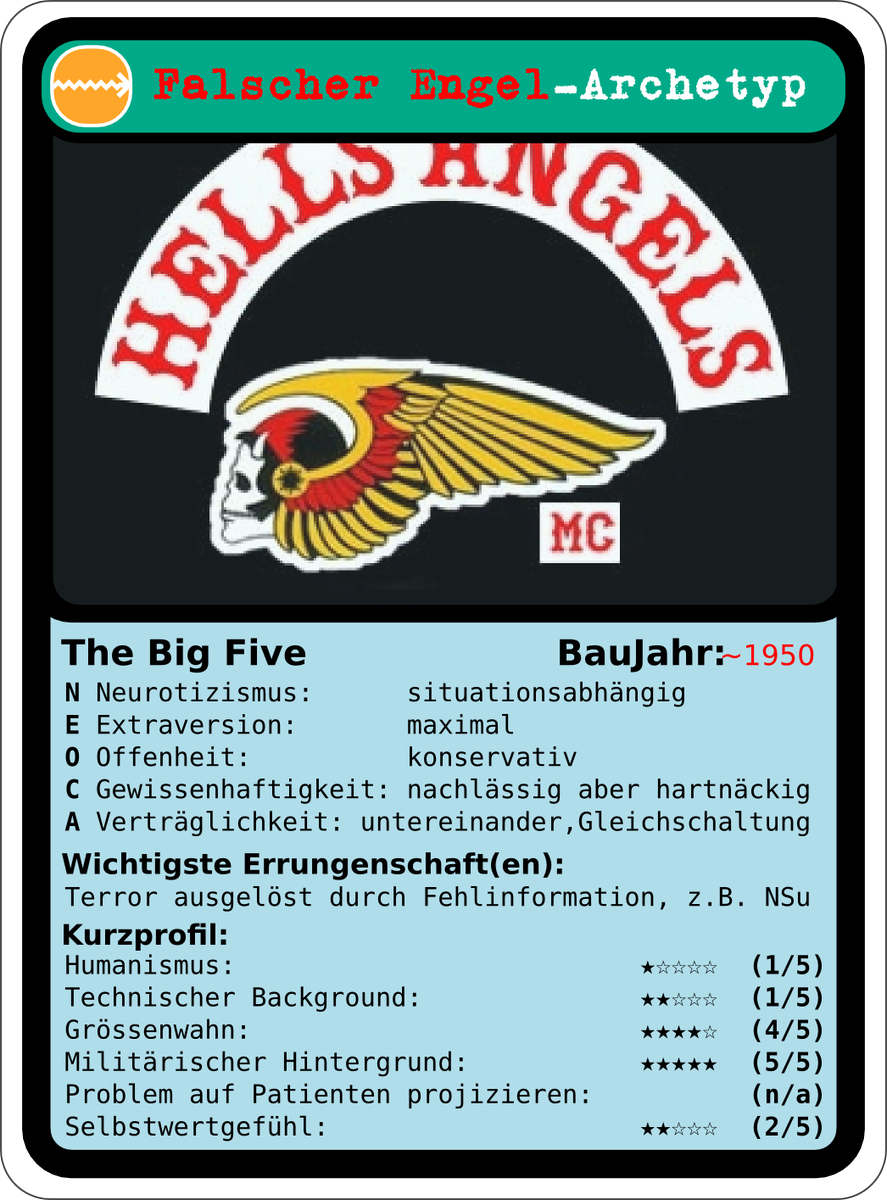 Falscher Engel-Archetyp
HELLS ANGELS
MC
The Big Five BauJahr:~1950
N Neurotizismus: situationsabhängig
E Extraversion: maximal
O Offenheit: konservativ
C Gewissenhaftigkeit: nachlässig aber hartnäckig
A Verträglichkeit: untereinander,Gleichschaltung
Wichtigste Errungenschaft(en):
Terror ausgelöst durch Fehlinformation, z.B. NSu
Kurzprofil:
Humanismus: ★☆☆☆☆ (1/5)
Technischer Background: ★★☆☆☆ (1/5)
Grössenwahn: ★★★★☆ (4/5)
Militärischer Hintergrund: ★★★★★ (5/5)
Problem auf Patienten projizieren: (n/a)
Selbstwertgefühl: ★★☆☆☆ (2/5)